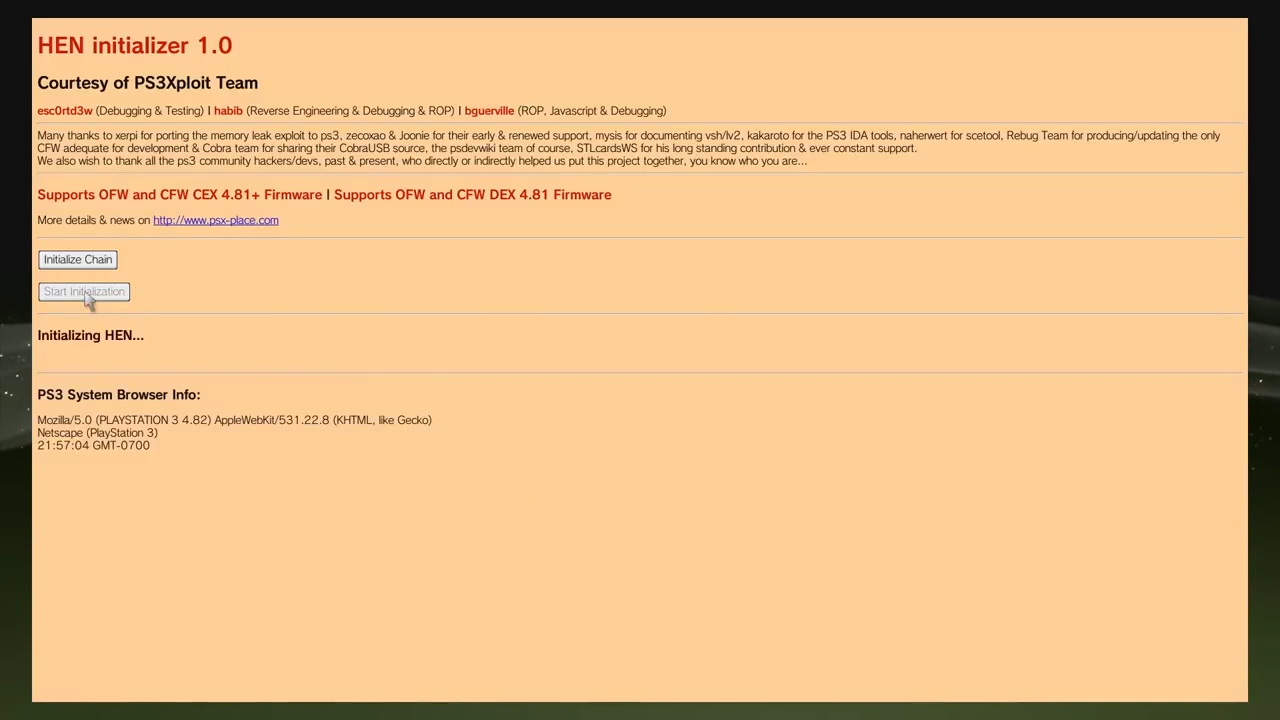 HEN initializer 1.0
Courtesy of PS3Xploit Team
esc0rtd3w (Debugging & Testing) | habib (Reverse Engineering & Debugging & ROP) | bguerville (ROP, Javascript & Debugging)
Many thanks to xerpi for porting the memory leak exploit to ps3, zecoxao & Joonie for their early & renewed support, mysis for documenting vsh/lv2, kakaroto for the PS3 IDA tools, naherwert for scetool, Rebug Team for producing/updating the only
CFW adequate for development & Cobra team for sharing their CobraUSB source, the psdevwiki team of course, STLcardsWS for his long standing contribution & ever constant support.
We also wish to thank all the ps3 community hackers/devs, past & present, who directly or indirectly helped us put this project together, you know who you are...
Supports OFW and CFW CEX 4.81+ Firmware | Supports OFW and CFW DEX 4.81 Firmware
More details & news on http://www.psx-place.com
Initialize Chain
Start Initialization
Initializing HEN...
PS3 System Browser Info:
Mozilla/5.0 (PLAYSTATION 3 4.82) AppleWebKit/531.22.8 (KHTML, like Gecko)
Netscape (PlayStation 3)
21:57:04 GMT-0700